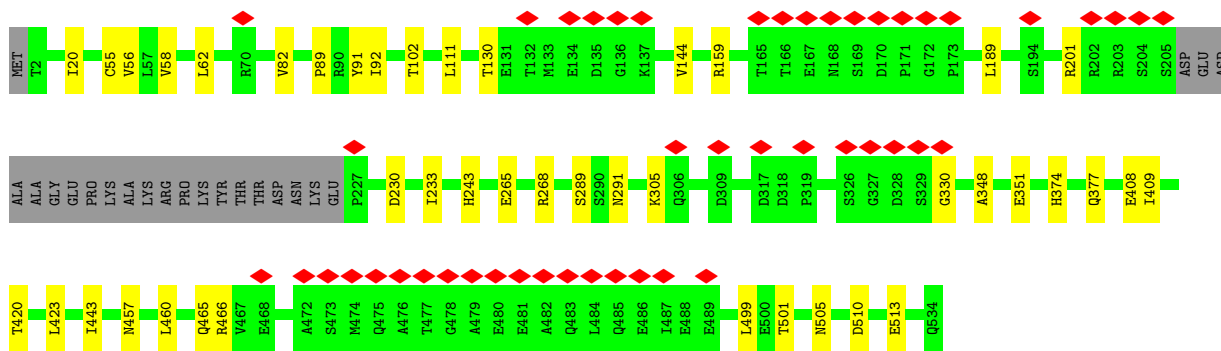 MET T2 I20 C55 V56 L57 V58 L62 R70 V82 P89 R90 Y91 I92 T102 L111 T130 E131 T132 M133 E134 D135 G136 K137 V144 R159 T165 T166 E167 N168 S169 D170 P171 G172 P173 L189 S194 R201 R202 R203 S204 S205 ASP GLU ASP
ALA ALA GLY GLU PRO LYS ALA LYS ARG PRO LYS TYR THR THR ASP ASN LYS GLU P227 D230 I233 H243 E265 R268 S289 S290 N291 K305 Q306 D309 D317 D318 P319 S326 G327 D328 S329 G330 A348 E351 H374 Q377 E408 I409
T420 L423 I443 N457 L460 Q465 R466 V467 E468 A472 S473 M474 Q475 A476 T477 G478 A479 E480 E481 A482 Q483 L484 Q485 E486 I487 E488 E489 L499 E500 T501 N505 D510 E513 Q534